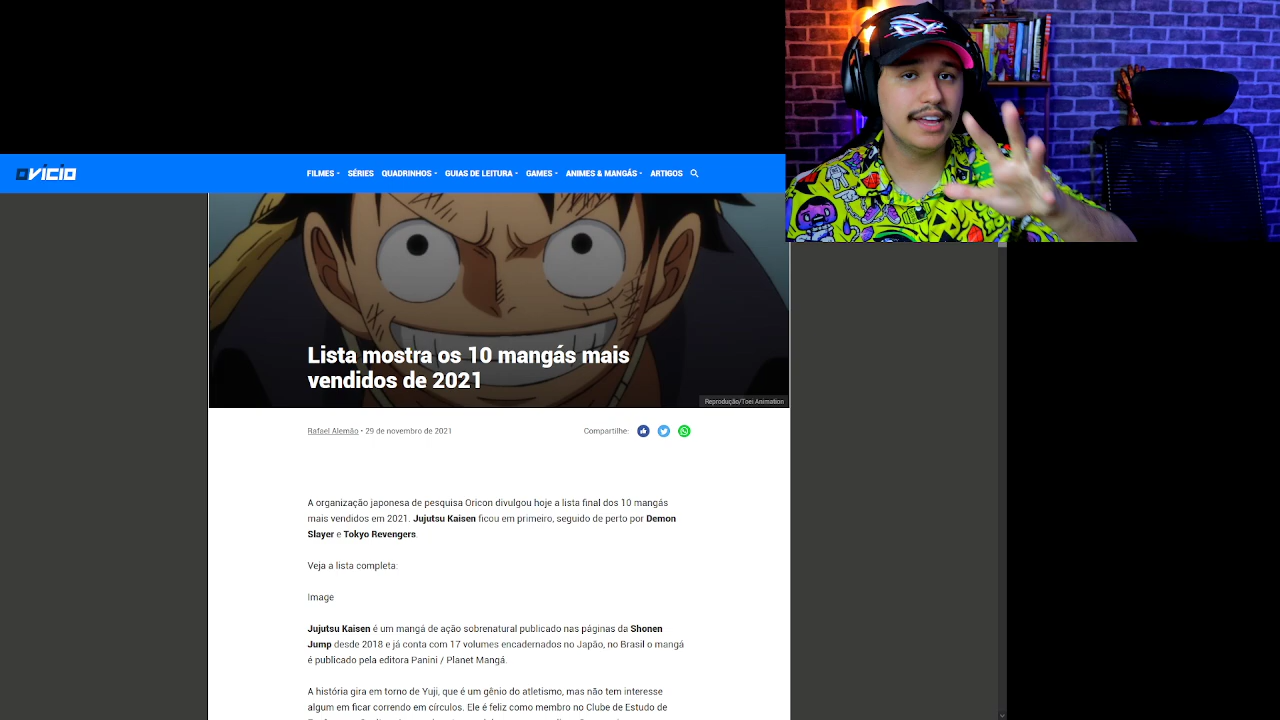 oVICIO
FILMES SÉRIES QUADRINHOS GUIAS DE LEITURA GAMES ANIMES & MANGÁS ARTIGOS
Lista mostra os 10 mangás mais
vendidos de 2021
Reprodução/Toei Animation
Rafael Alemão • 29 de novembro de 2021
Compartilhe:
A organização japonesa de pesquisa Oricon divulgou hoje a lista final dos 10 mangás
mais vendidos em 2021. Jujutsu Kaisen ficou em primeiro, seguido de perto por Demon
Slayer e Tokyo Revengers.
Veja a lista completa:
Image
Jujutsu Kaisen é um mangá de ação sobrenatural publicado nas páginas da Shonen
Jump desde 2018 e já conta com 17 volumes encadernados no Japão, no Brasil o mangá
é publicado pela editora Panini / Planet Mangá.
A história gira em torno de Yuji, que é um gênio do atletismo, mas não tem interesse
algum em ficar correndo em círculos. Ele é feliz como membro no Clube de Estudo de